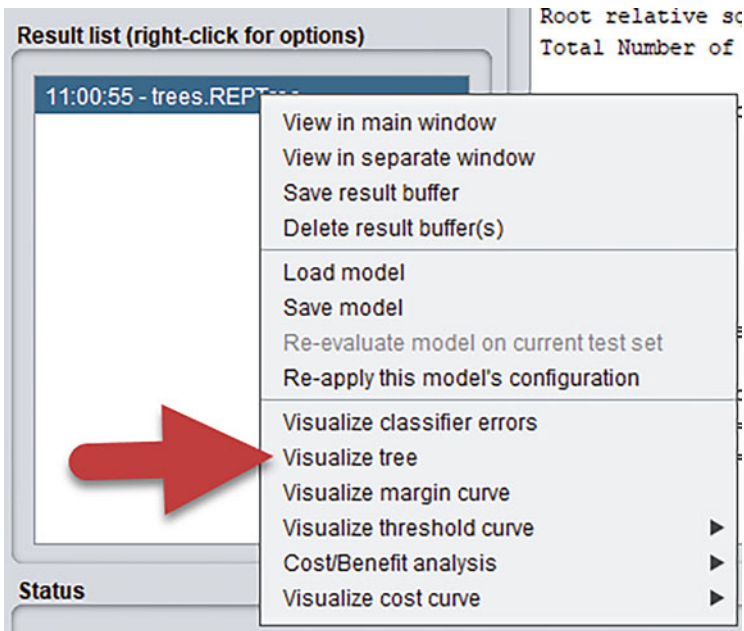 Root relative
Total Number of
Result list (right-click for options)
11:00:55 - trees.REPTree
View in main window
View in separate window
Save result buffer
Delete result buffer(s)
Load model
Save model
Re-evaluate model on current test set
Re-apply this model's configuration
Visualize classifier errors
Visualize tree
Visualize margin curve
Visualize threshold curve
Cost/Benefit analysis
Visualize cost curve
Status